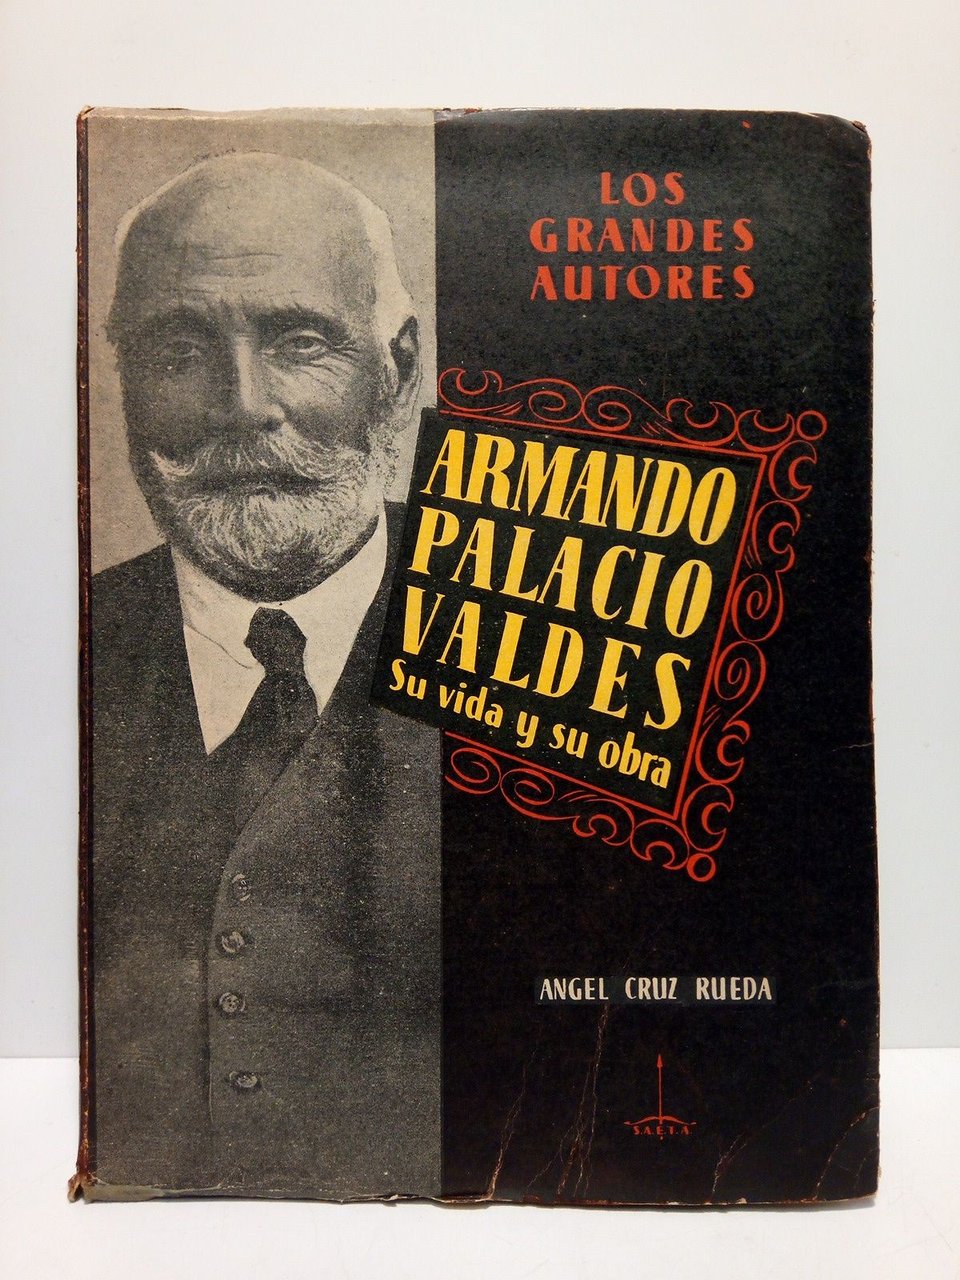 LOS
GRANDES
AUTORES
ARMANDO
PALACIO
VALDES
Su vida y su obra
ANGEL CRUZ RUEDA
S.A.E.T.A